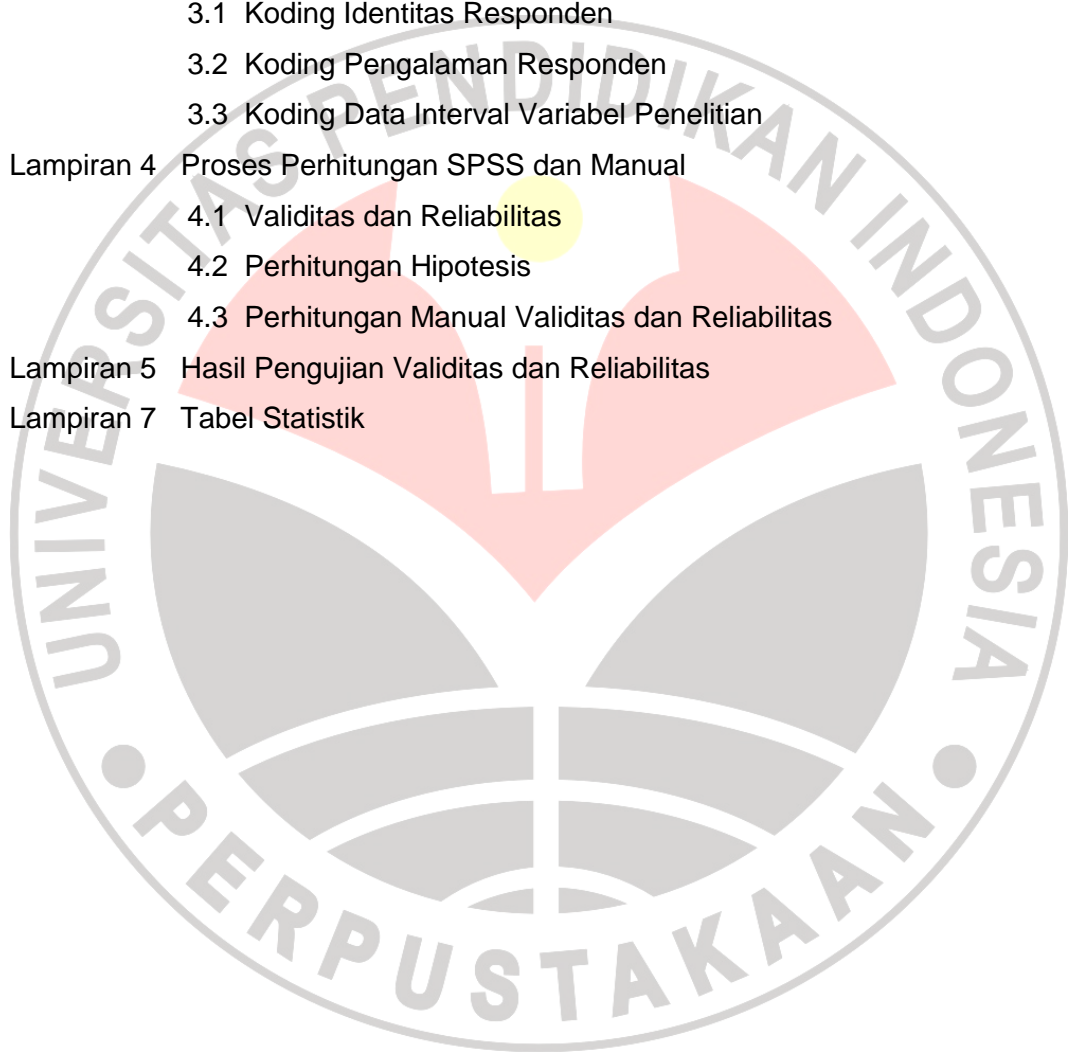 3.1 Koding Identitas Responden
3.2 Koding Pengalaman Responden
3.3 Koding Data Interval Variabel Penelitian
Lampiran 4 Proses Perhitungan SPSS dan Manual
4.1 Validitas dan Reliabilitas
4.2 Perhitungan Hipotesis
4.3 Perhitungan Manual Validitas dan Reliabilitas
Lampiran 5 Hasil Pengujian Validitas dan Reliabilitas
Lampiran 7 Tabel Statistik
UNIVERSITAS PENDIDIKAN INDONESIA
PERPUSTAKAAN